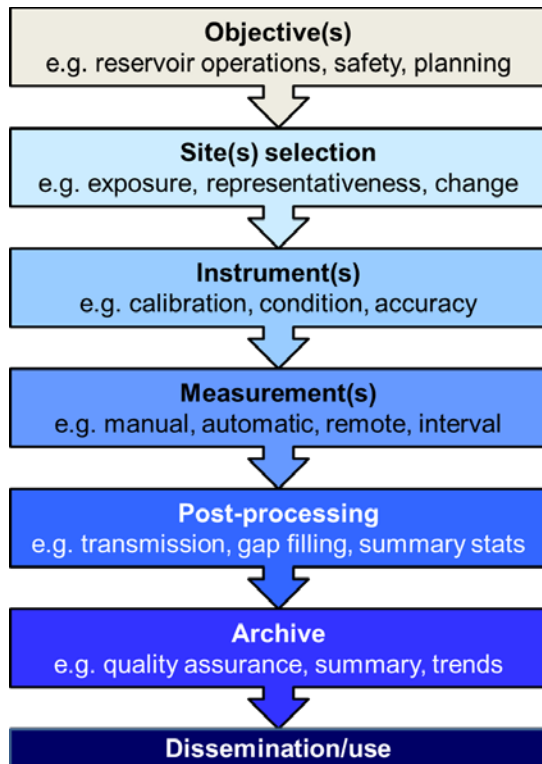 Objective(s)
e.g. reservoir operations, safety, planning
Site(s) selection
e.g. exposure, representativeness, change
Instrument(s)
e.g. calibration, condition, accuracy
Measurement(s)
e.g. manual, automatic, remote, interval
Post-processing
e.g. transmission, gap filling, summary stats
Archive
e.g. quality assurance, summary, trends
Dissemination/use